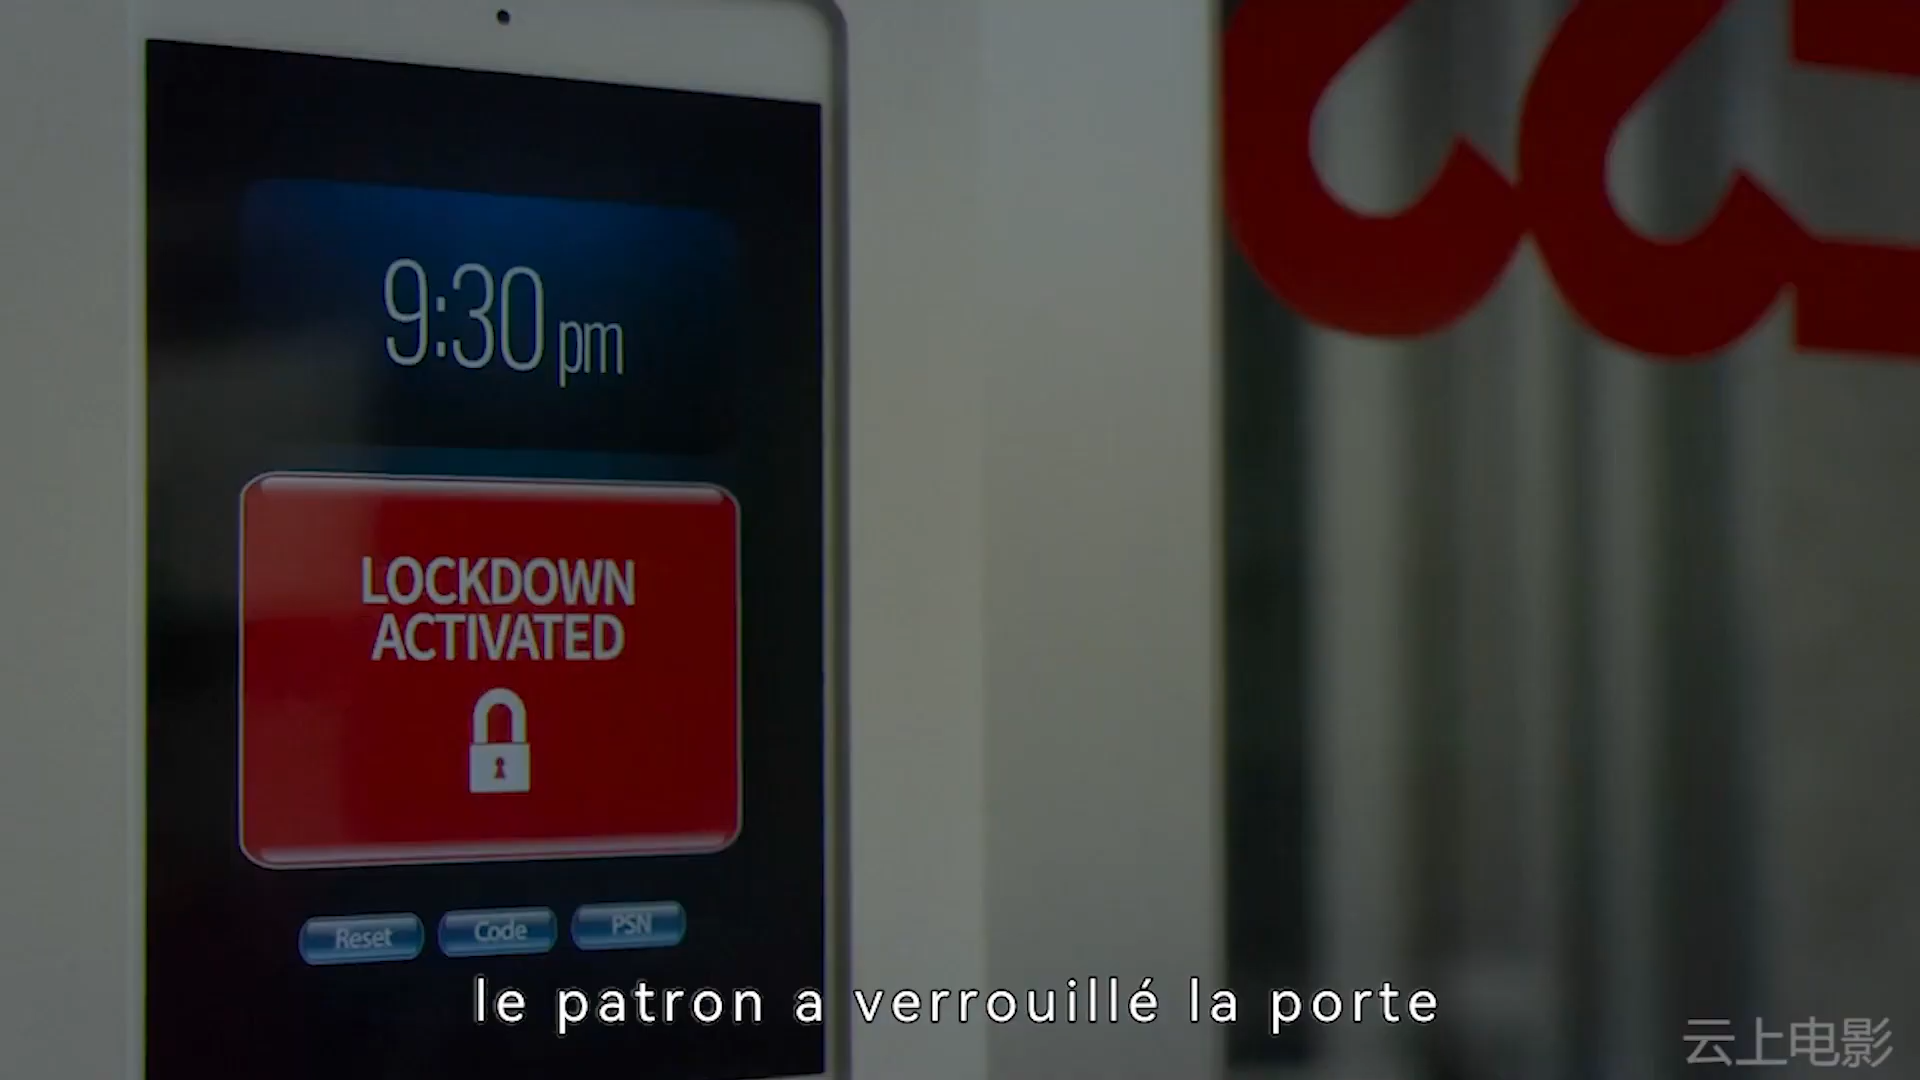 9:30 pm
LOCKDOWN
ACTIVATED
Reset Code PSN
le patron a verrouillé la porte
云上电影